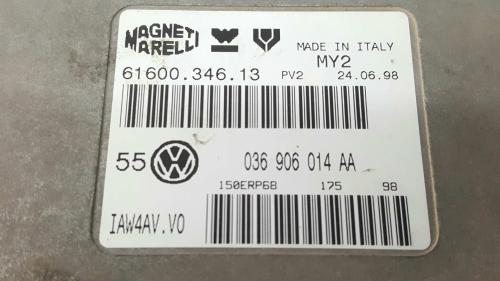 MAGNETI
MARELLI
MADE IN ITALY
MY2
61600.346.13 PV2 24.06.98
55 036 906 014 AA
150ERP68 175 98
IAW4AV.V0